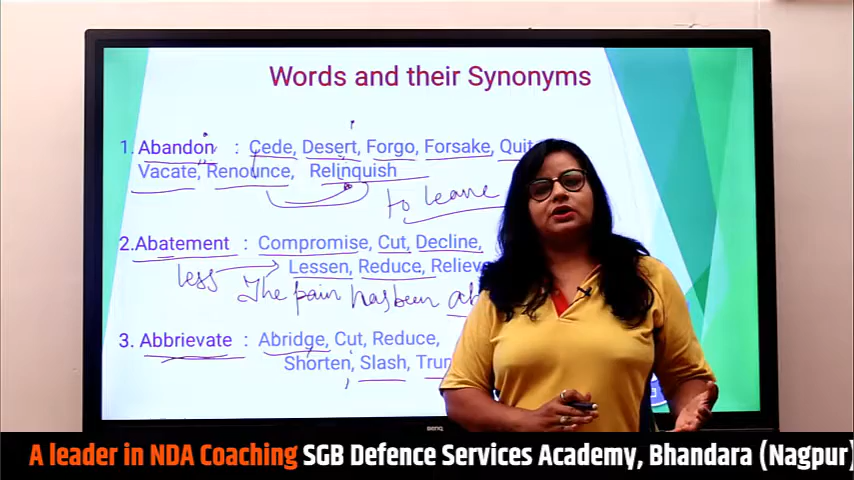 Words and their Synonyms
1. Abandon : Cede, Desert, Forgo, Forsake, Quit
Vacate, Renounce, Relinquish
to leave
2. Abatement : Compromise, Cut, Decline,
Lessen, Reduce, Relieve
less
The pain has been
3. Abbrievate : Abridge, Cut, Reduce,
Shorten, Slash,
BENQ
A leader in NDA Coaching SGB Defence Services Academy, Bhandara (Nagpur)